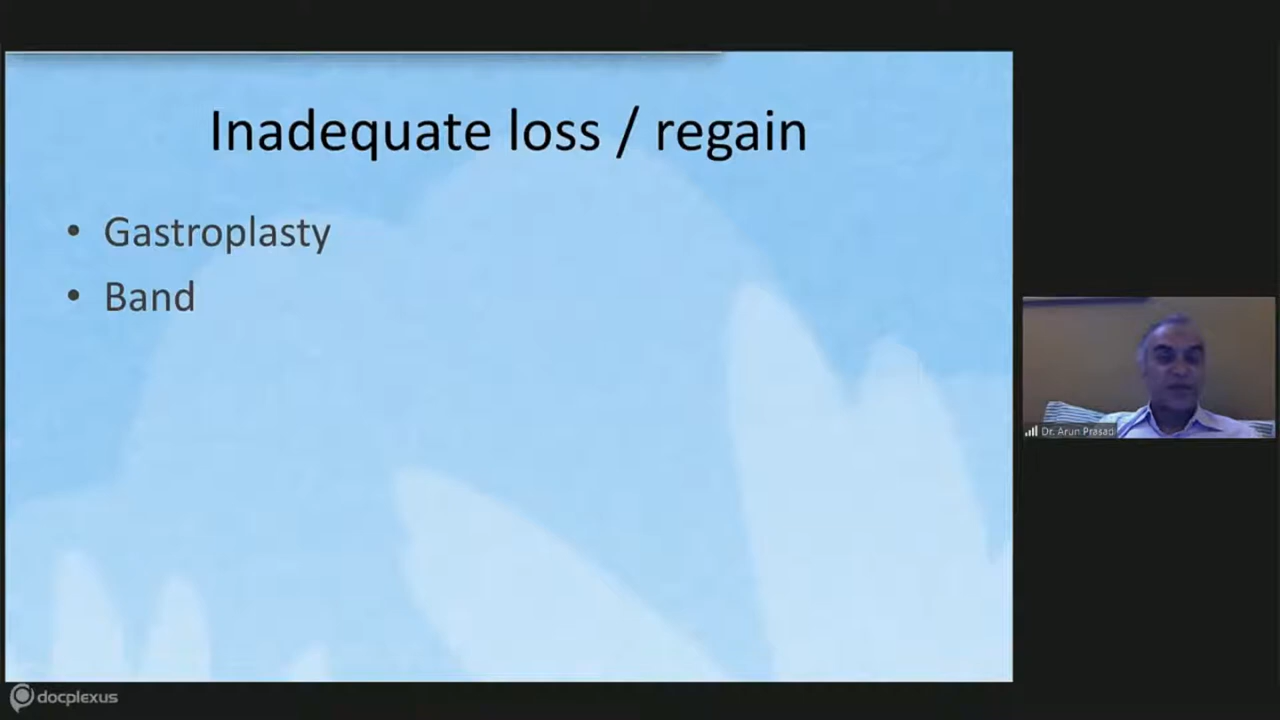 Inadequate loss / regain
• Gastroplasty
• Band
Dr. Arun Prasad
docplexus